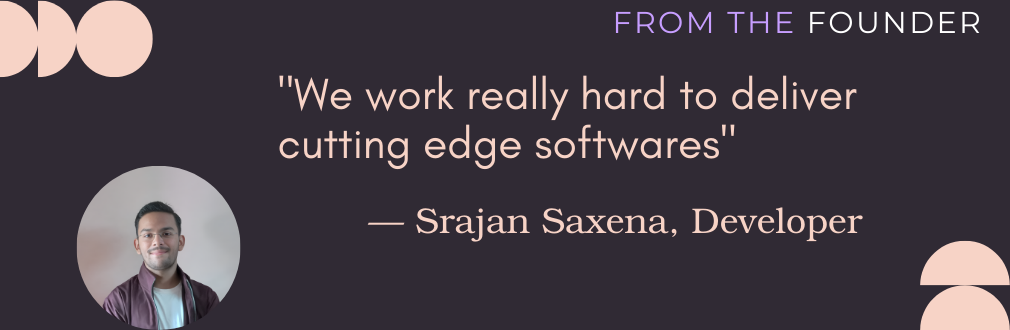 FROM THE FOUNDER
"We work really hard to deliver
cutting edge softwares"
— Srajan Saxena, Developer